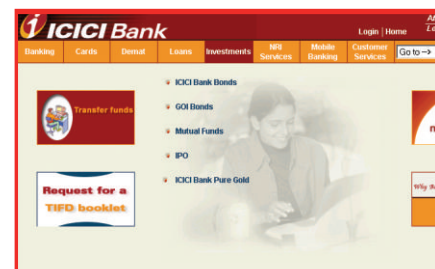 ICICI Bank
Login | Home
Banking Cards Demat Loans Investments NRI Services Mobile Banking Customer Services Go to -->
Transfer funds
ICICI Bank Bonds
GOI Bonds
Mutual Funds
IPO
ICICI Bank Pure Gold
Request for a
TIFD booklet
Why